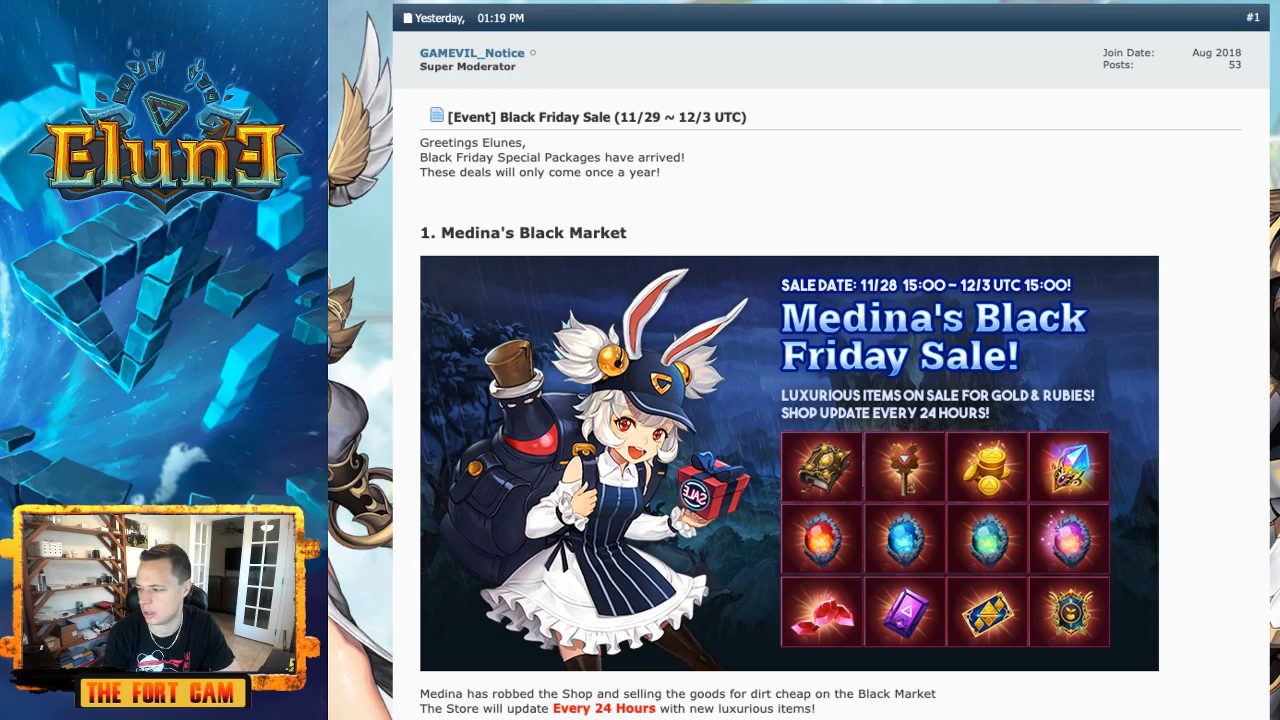 Yesterday, 01:19 PM
#1
GAMEVIL_Notice
Super Moderator
Join Date: Aug 2018
Posts: 53
[Event] Black Friday Sale (11/29 ~ 12/3 UTC)
Greetings Elunes,
Black Friday Special Packages have arrived!
These deals will only come once a year!
1. Medina's Black Market
SALE DATE: 11/28 15:00 - 12/3 UTC 15:00!
Medina's Black
Friday Sale!
LUXURIOUS ITEMS ON SALE FOR GOLD & RUBIES!
SHOP UPDATE EVERY 24 HOURS!
SALE
Medina has robbed the Shop and selling the goods for dirt cheap on the Black Market
The Store will update Every 24 Hours with new luxurious items!
Elune
THE FORT CAM